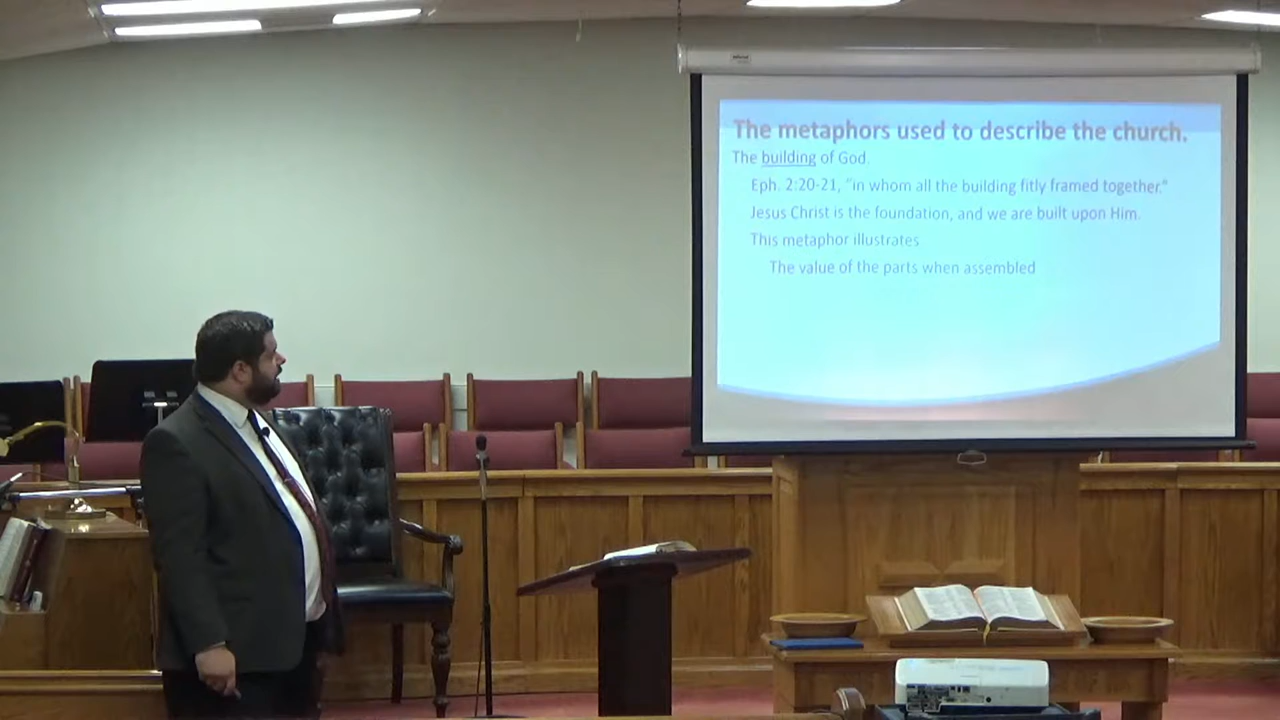 The metaphors used to describe the church.
The building of God.
Eph. 2:20-21, “in whom all the building fitly framed together.”
Jesus Christ is the foundation, and we are built upon Him.
This metaphor illustrates
The value of the parts when assembled